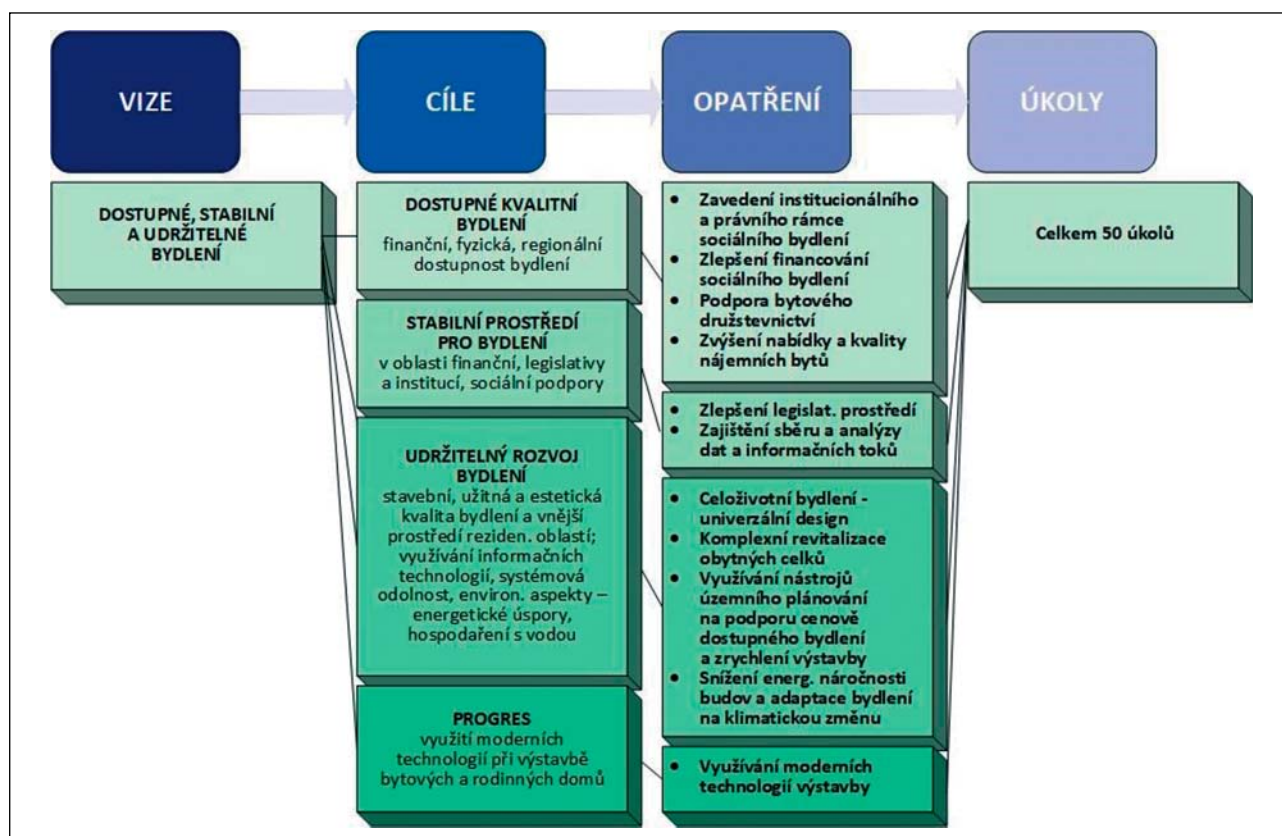 VIZE
CÍLE
OPATŘENÍ
ÚKOLY
DOSTUPNÉ, STABILNÍ
A UDRŽITELNÉ
BYDLENÍ
DOSTUPNÉ KVALITNÍ
BYDLENÍ
finanční, fyzická, regionální
dostupnost bydlení
STABILNÍ PROSTŘEDÍ
PRO BYDLENÍ
v oblasti finanční, legislativy
a institucí, sociální podpory
UDRŽITELNÝ ROZVOJ
BYDLENÍ
stavební, užitná a estetická
kvalita bydlení a vnější
prostředí reziden. oblastí;
využívání informačních
technologií, systémová
odolnost, environ. aspekty –
energetické úspory,
hospodaření s vodou
PROGRES
využití moderních
technologií při výstavbě
bytových a rodinných domů
• Zavedení institucionálního
a právního rámce
sociálního bydlení
• Zlepšení financování
sociálního bydlení
• Podpora bytového
družstevnictví
• Zvýšení nabídky a kvality
nájemních bytů
• Zlepšení legislat. prostředí
• Zajištění sběru a analýzy
dat a informačních toků
• Celoživotní bydlení -
univerzální design
• Komplexní revitalizace
obytných celků
• Využívání nástrojů
územního plánování
na podporu cenově
dostupného bydlení
a zrychlení výstavby
• Snížení energ. náročnosti
budov a adaptace bydlení
na klimatickou změnu
• Využívání moderních
technologií výstavby
Celkem 50 úkolů